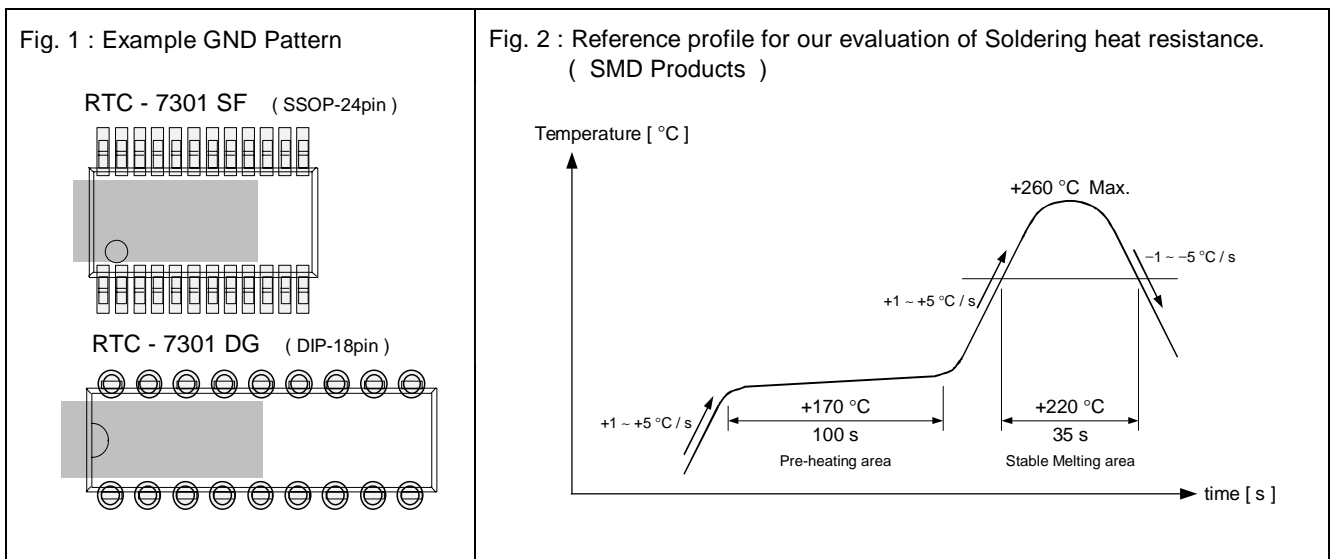 Fig. 1 : Example GND Pattern
RTC - 7301 SF ( SSOP-24pin )
RTC - 7301 DG ( DIP-18pin )
Fig. 2 : Reference profile for our evaluation of Soldering heat resistance.
( SMD Products )
Temperature [ °C ]
+260 °C Max.
−1 ~ −5 °C / s
+1 ~ +5 °C / s
+1 ~ +5 °C / s
+170 °C
100 s
Pre-heating area
+220 °C
35 s
Stable Melting area
time [ s ]